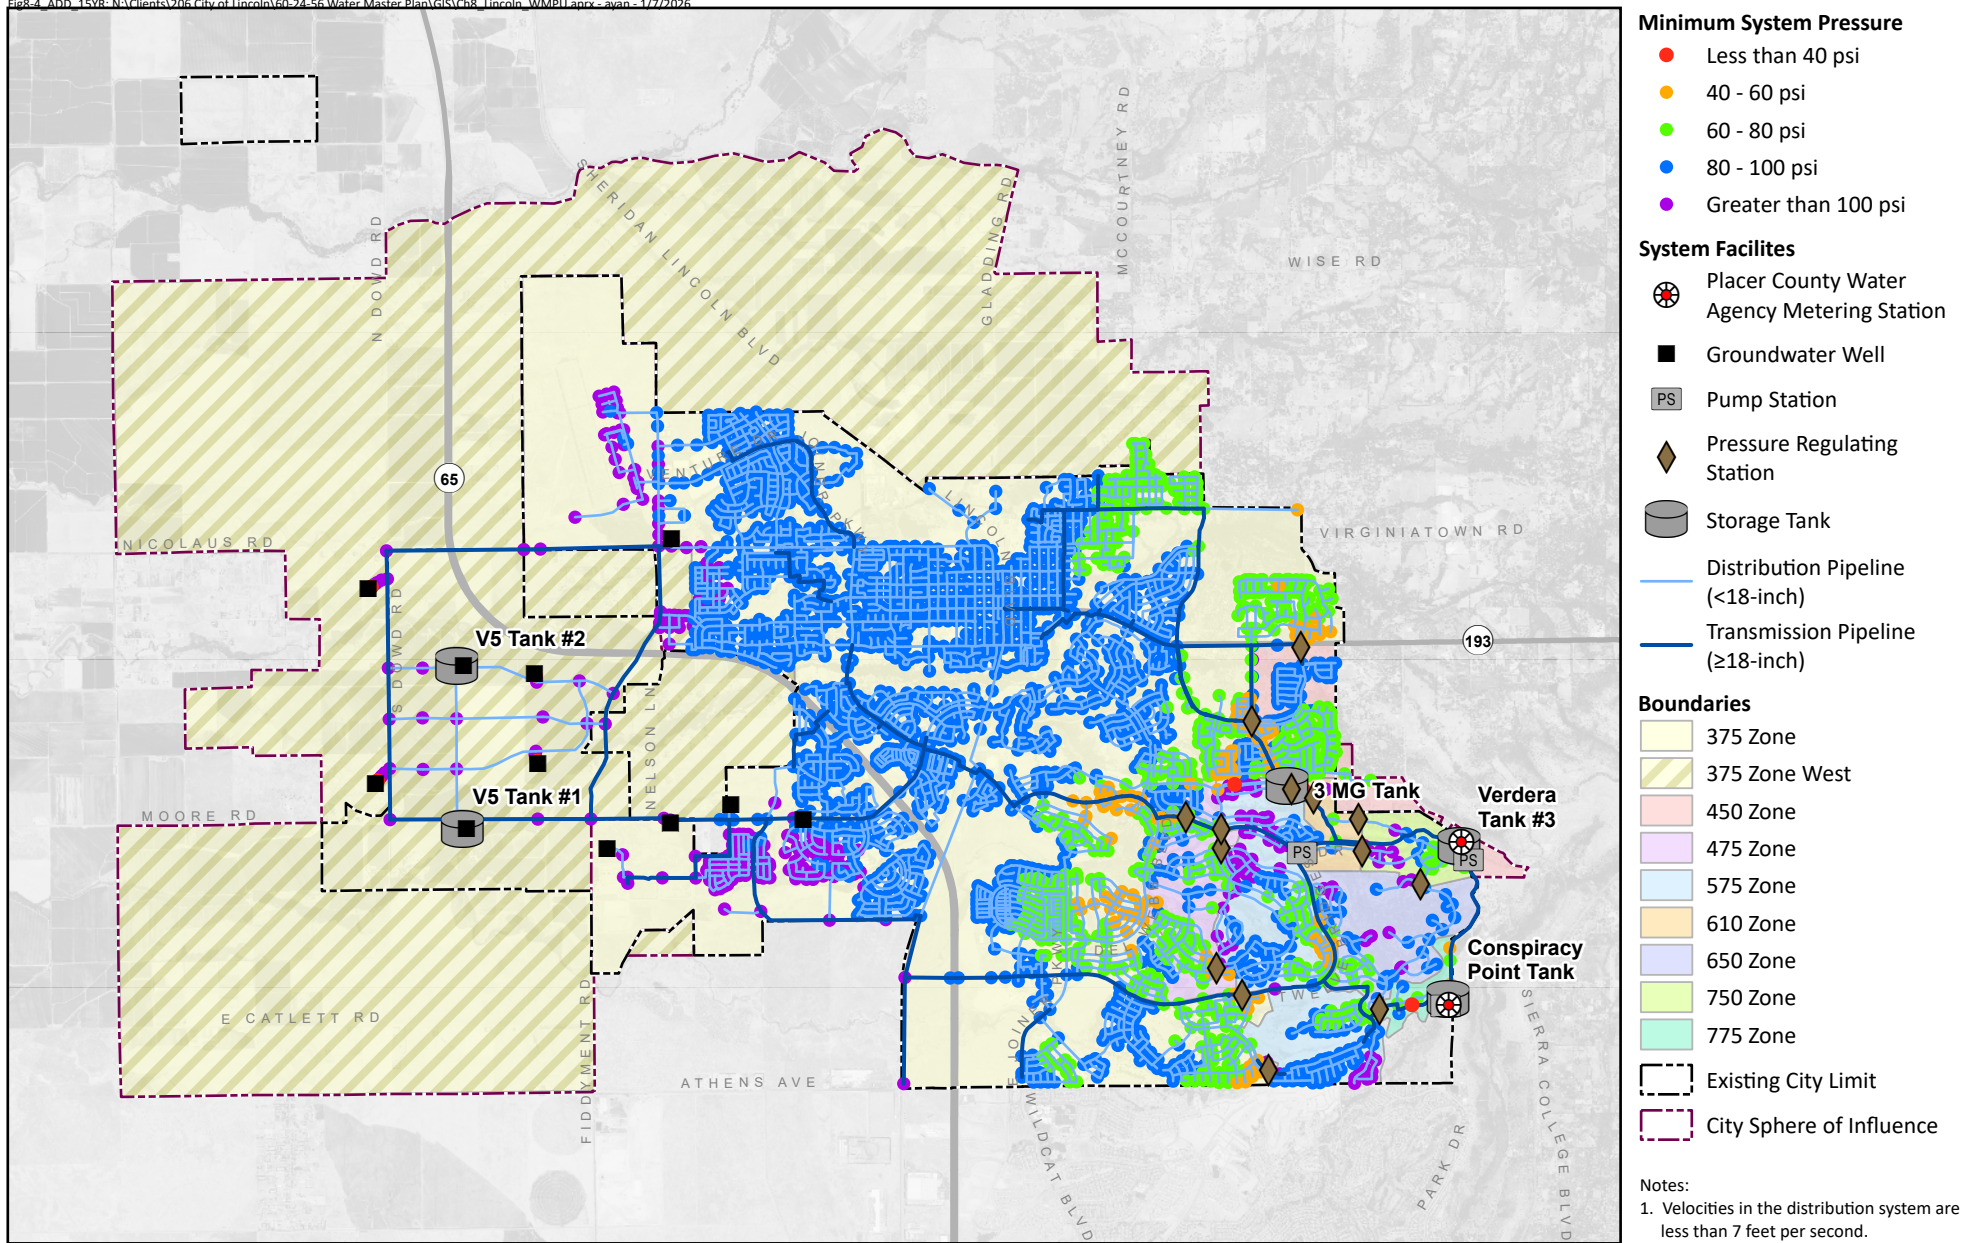 Fig8-4_ADD_15YR: N:\Clients\206 City of Lincoln\60-24-56 Water Master Plan\GIS\Ch8_Lincoln_WMPU.aprx - ayan - 1/7/2026
MCCOURTNEY RD
SHERIDAN LINCOLN BLVD
GLADDING RD
N DOWD RD
WISE RD
65
VENTURE
LINCOLN
NICOLAUS RD
VIRGINIATOWN RD
V5 Tank #2
193
S DOWD RD
NELSON LN
V5 Tank #1
3 MG Tank
Verdera
Tank #3
MOORE RD
PS
PS
Conspiracy
Point Tank
E CATLETT RD
FIDDYMENT RD
ATHENS AVE
WILDCAT BLVD
PARK DR
SIERRA COLLEGE BLVD
Minimum System Pressure
Less than 40 psi
40 - 60 psi
60 - 80 psi
80 - 100 psi
Greater than 100 psi
System Facilites
Placer County Water
Agency Metering Station
Groundwater Well
PS
Pump Station
Pressure Regulating
Station
Storage Tank
Distribution Pipeline
(<18-inch)
Transmission Pipeline
(≥18-inch)
Boundaries
375 Zone
375 Zone West
450 Zone
475 Zone
575 Zone
610 Zone
650 Zone
750 Zone
775 Zone
Existing City Limit
City Sphere of Influence
Notes:
1. Velocities in the distribution system are
less than 7 feet per second.